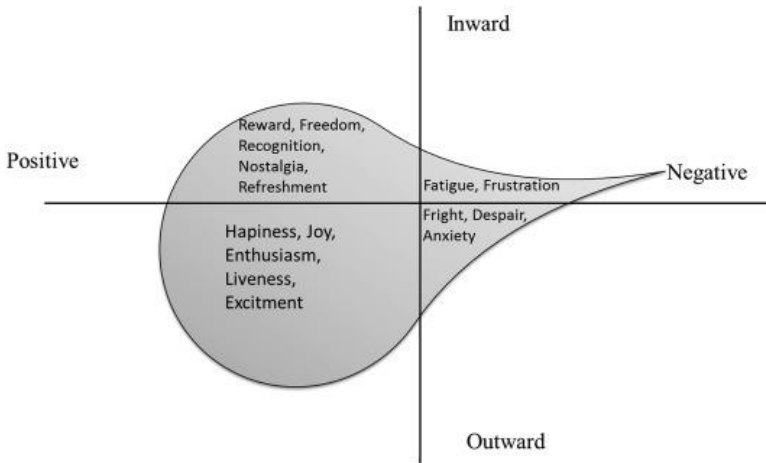 Inward
Reward, Freedom,
Recognition,
Nostalgia,
Refreshment
Positive
Negative
Fatigue, Frustration
Fright, Despair,
Anxiety
Hapiness, Joy,
Enthusiasm,
Liveness,
Excitment
Outward